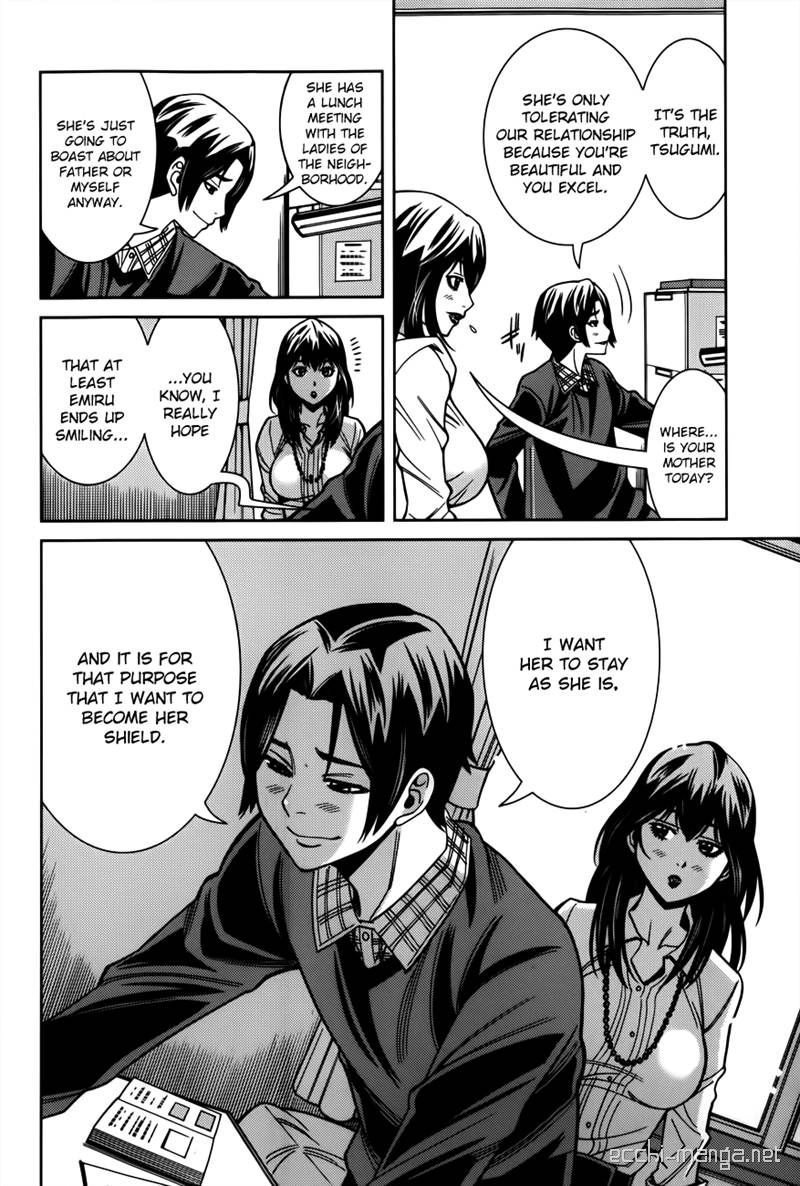 IT'S THE
TRUTH,
TSUGUMI.
SHE'S ONLY
TOLERATING
OUR RELATIONSHIP
BECAUSE YOU'RE
BEAUTIFUL AND
YOU EXCEL.
WHERE...
IS YOUR
MOTHER
TODAY?
SHE HAS
A LUNCH
MEETING
WITH THE
LADIES OF
THE NEIGH-
BORHOOD.
SHE'S JUST
GOING TO
BOAST ABOUT
FATHER OR
MYSELF
ANYWAY.
...YOU
KNOW, I
REALLY
HOPE
THAT AT
LEAST
EMIRU
ENDS UP
SMILING...
I WANT
HER TO STAY
AS SHE IS.
AND IT IS FOR
THAT PURPOSE
THAT I WANT TO
BECOME HER
SHIELD.
ecchi-manga.net